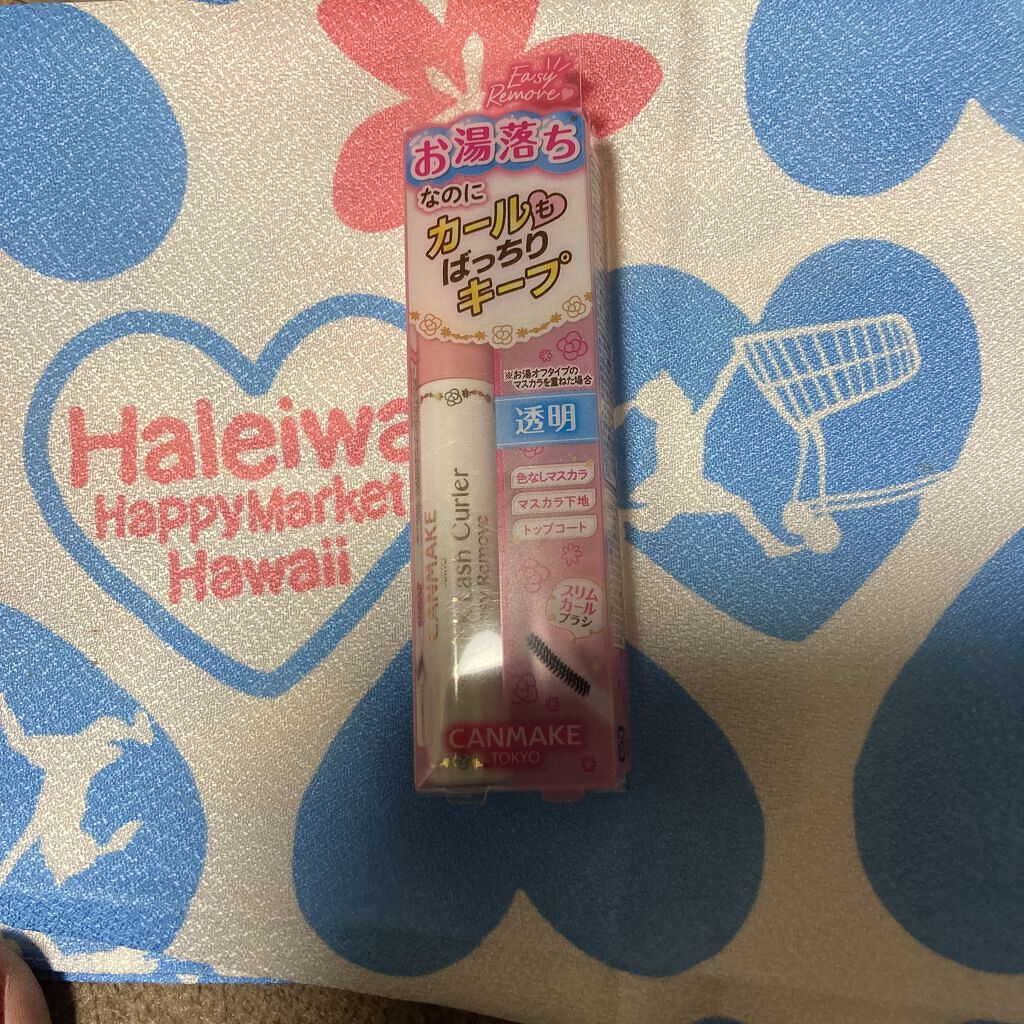 Easy
Remove
お湯落ち※
なのに
カールも
ばっちり
キープ
※お湯オフタイプの
マスカラを重ねた場合
透明
色なしマスカラ
マスカラ下地
トップコート
スリム
カール
ブラシ
CANMAKE
TOKYO
CANMAKE
TOKYO
Lash Curler
Remove
Haleiwa
HappyMarket
Hawaii